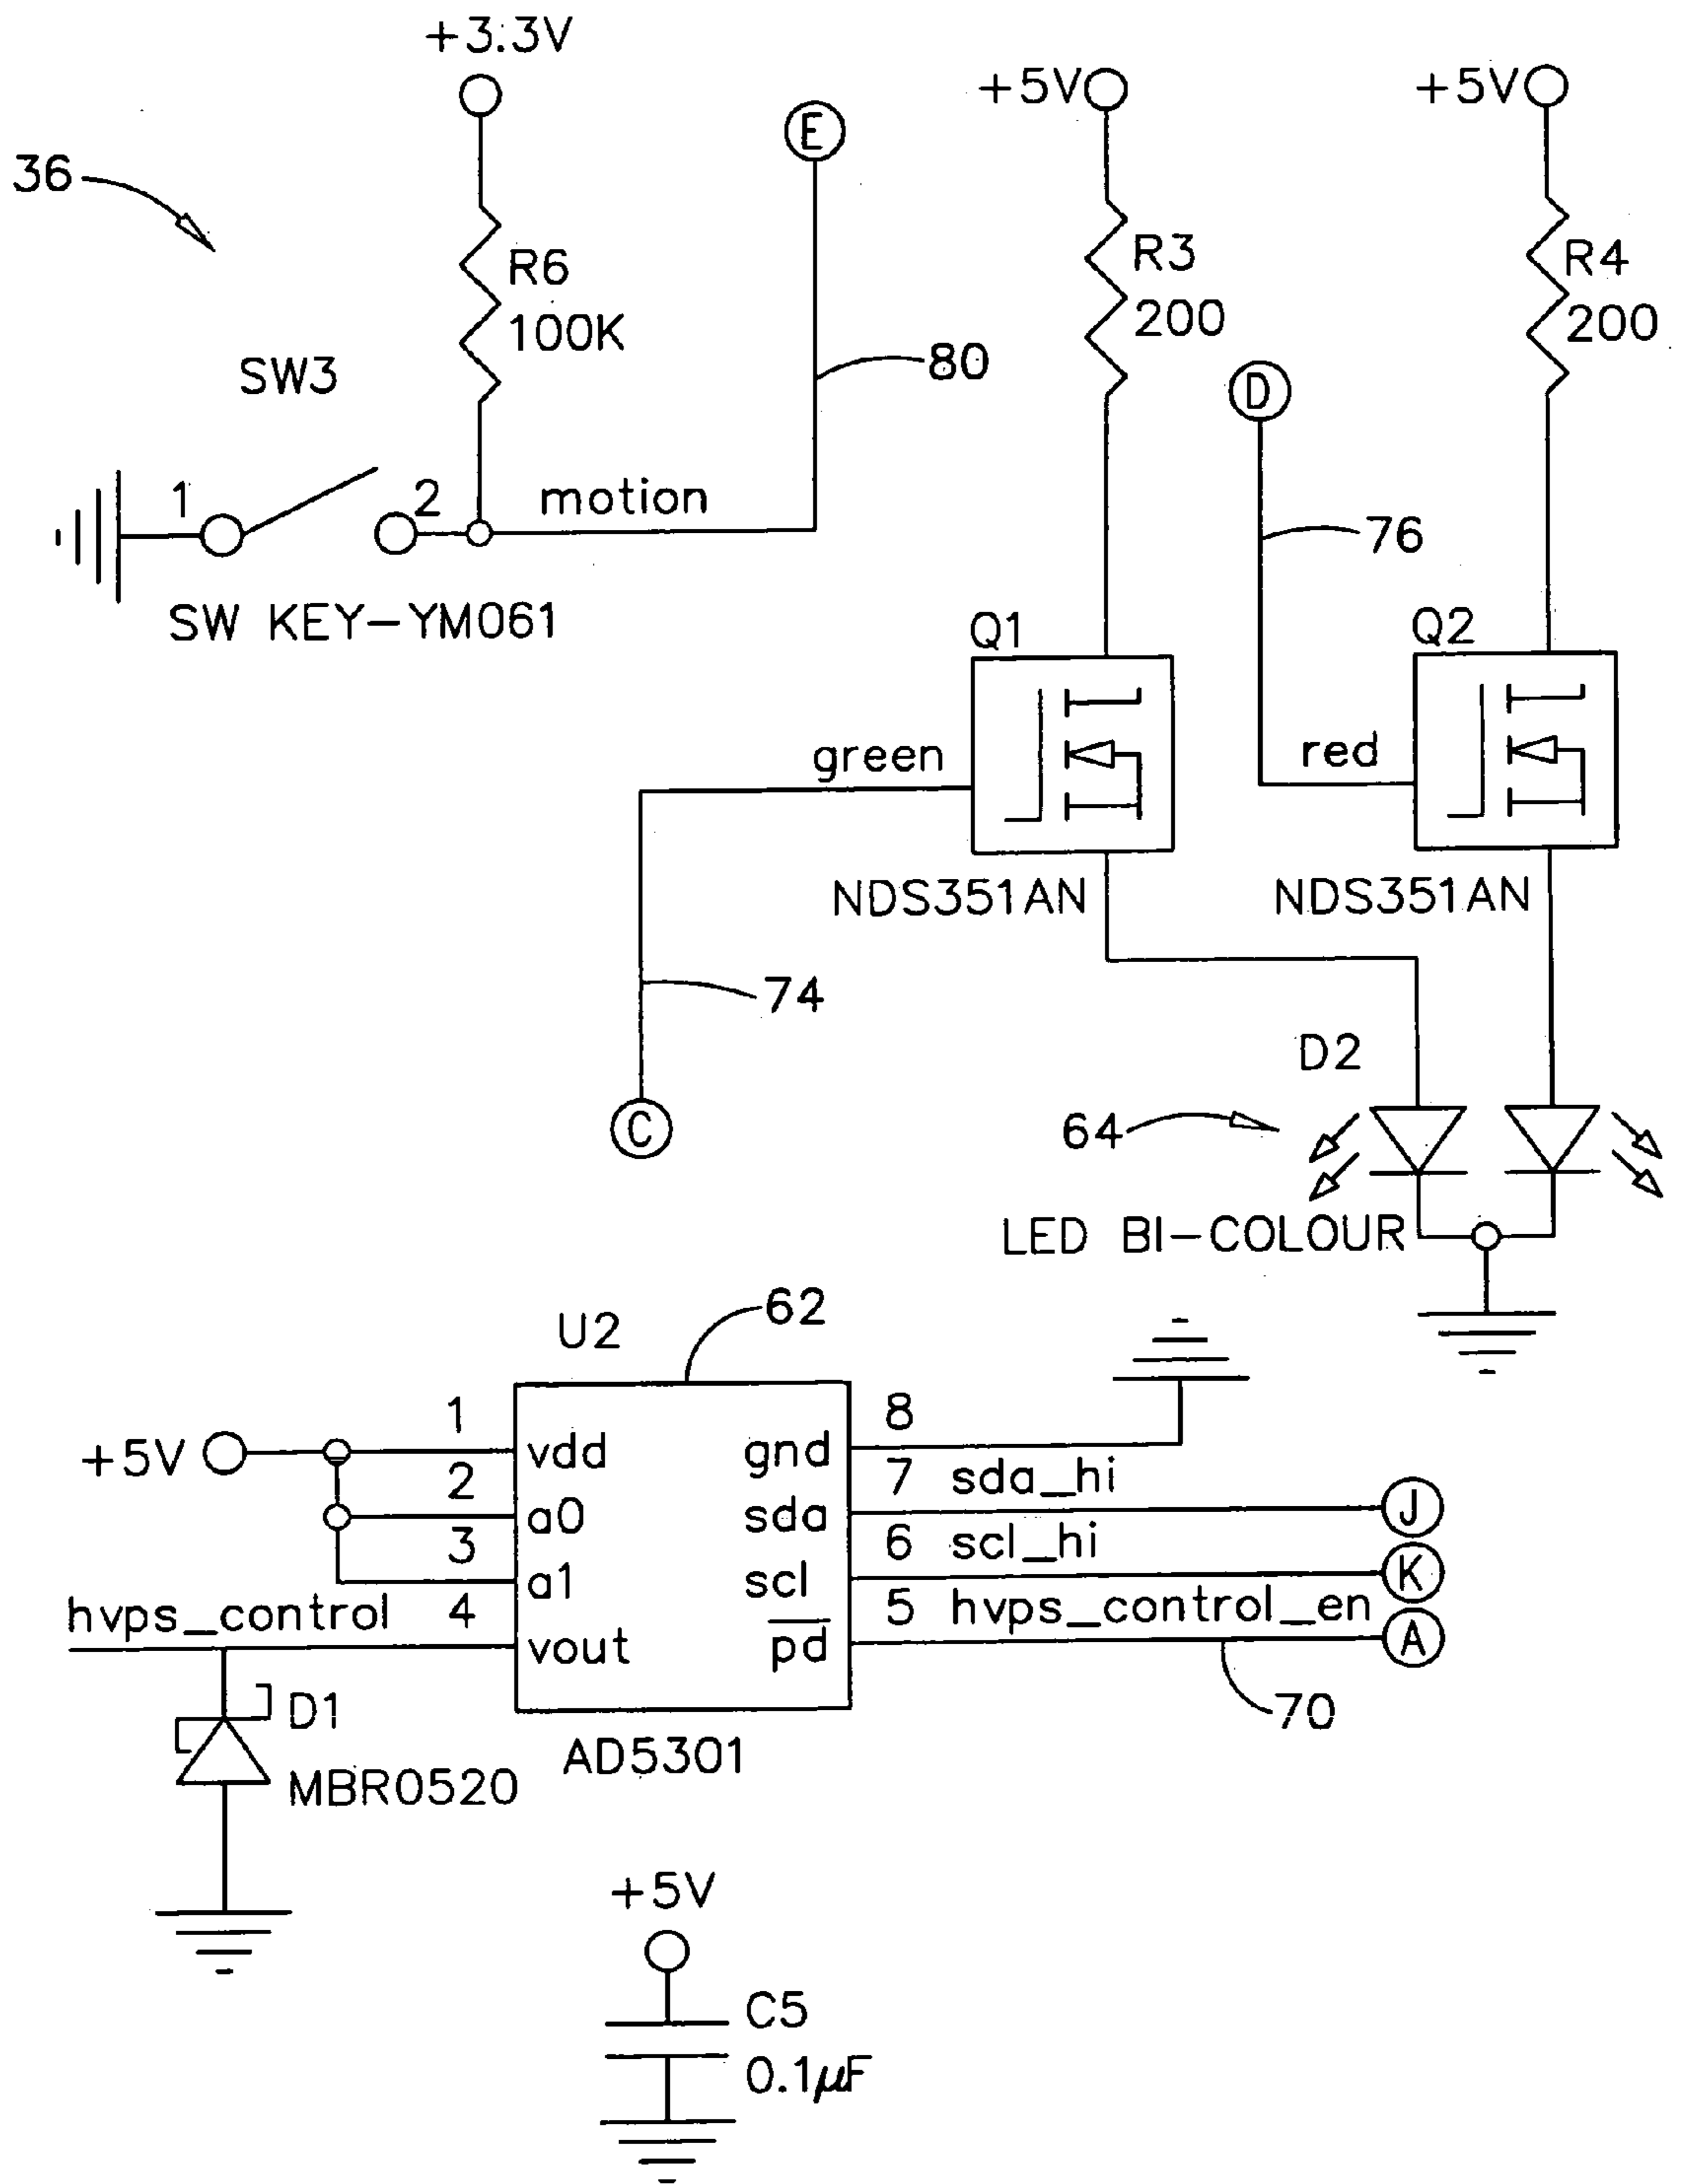 +3.3V
+5V
+5V
E
36
R6
100K
R3
200
R4
200
SW3
80
D
1
2
motion
76
SW KEY-YM061
Q1
Q2
green
red
NDS351AN
NDS351AN
74
D2
C
64
LED BI-COLOUR
U2
62
+5V
1
vdd
gnd
8
2
a0
sda
7
sda_hi
J
3
a1
scl
6
scl_hi
K
hvps_control
4
vout
pd
5
hvps_control_en
A
D1
MBR0520
AD5301
70
+5V
C5
0.1µF